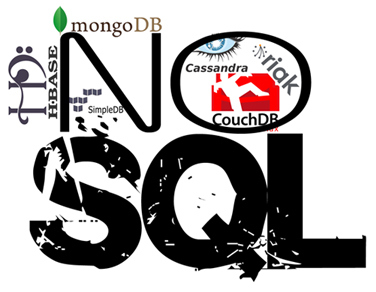 mongoDB
HBASE
NO
Cassandra
riak
SimpleDB
CouchDB
SQL